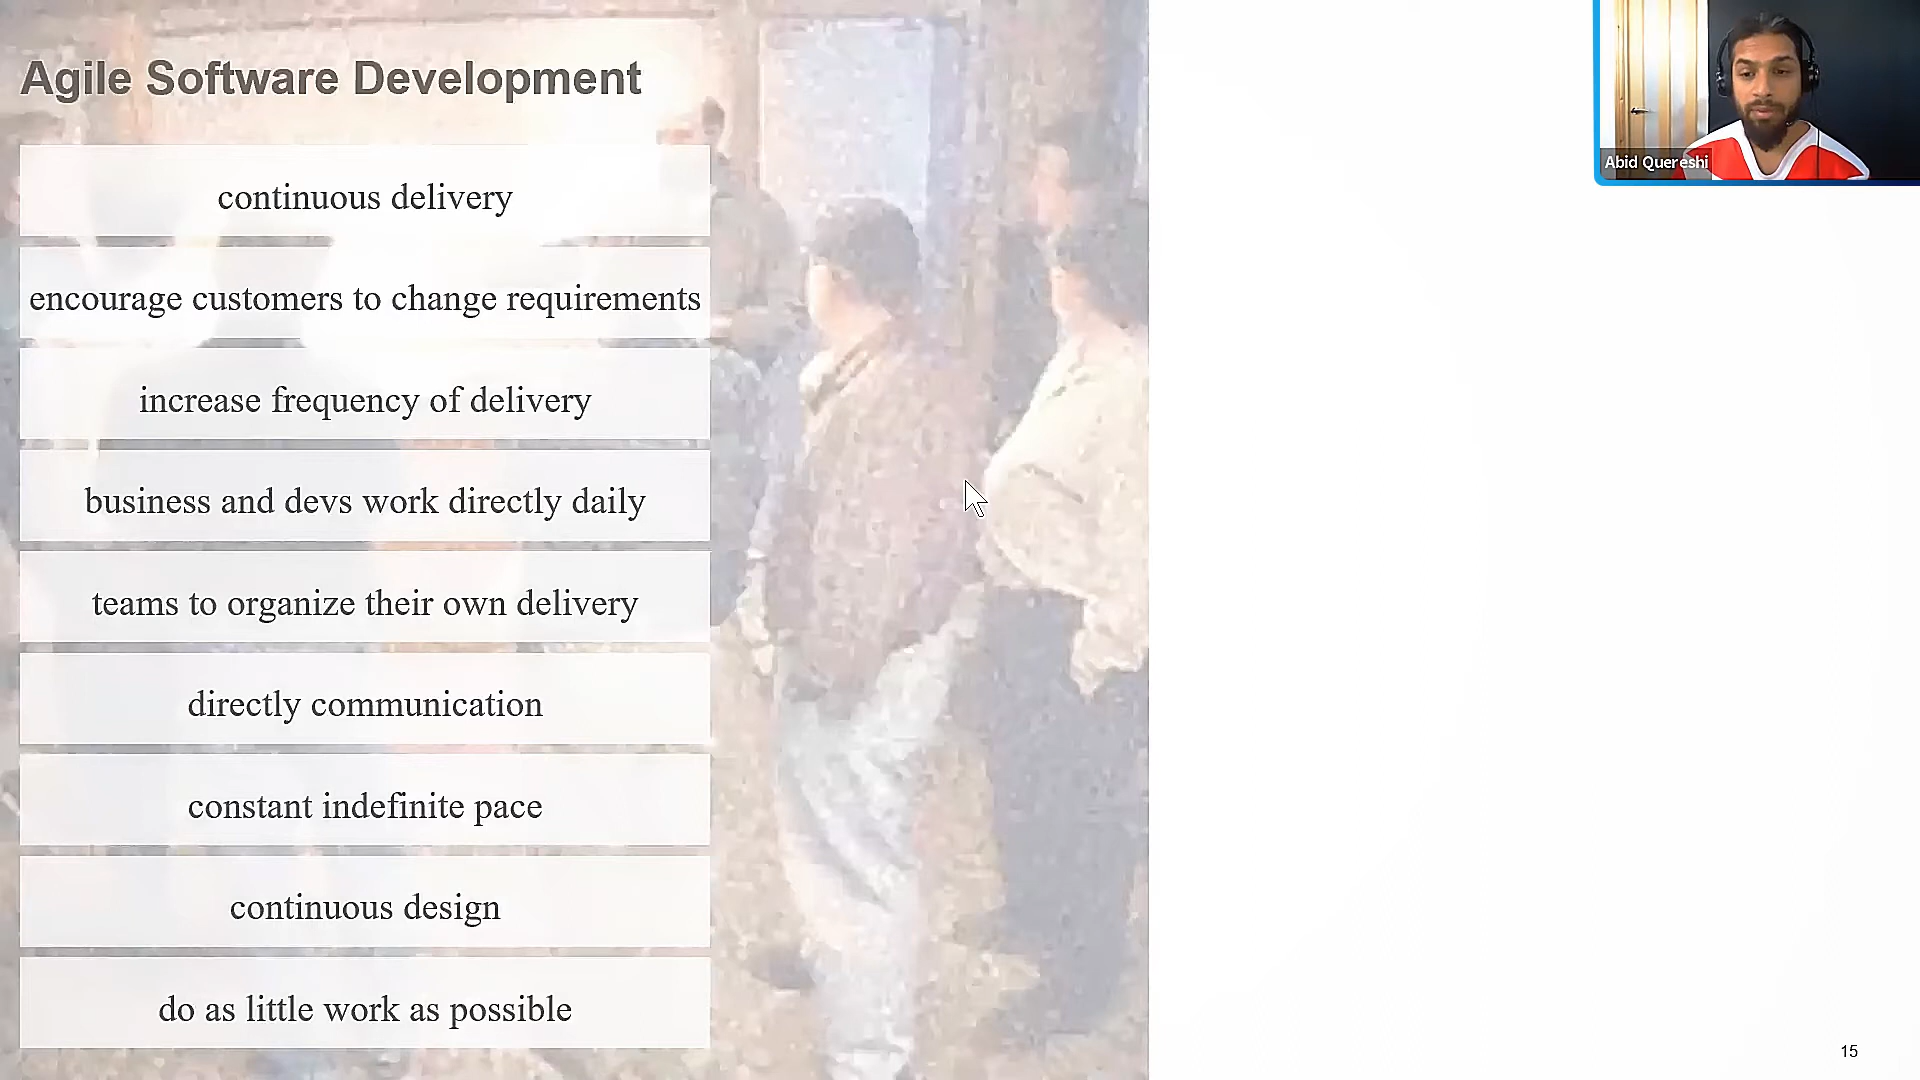 Agile Software Development
Abid Quereshi
continuous delivery
encourage customers to change requirements
increase frequency of delivery
business and devs work directly daily
teams to organize their own delivery
directly communication
constant indefinite pace
continuous design
do as little work as possible
15